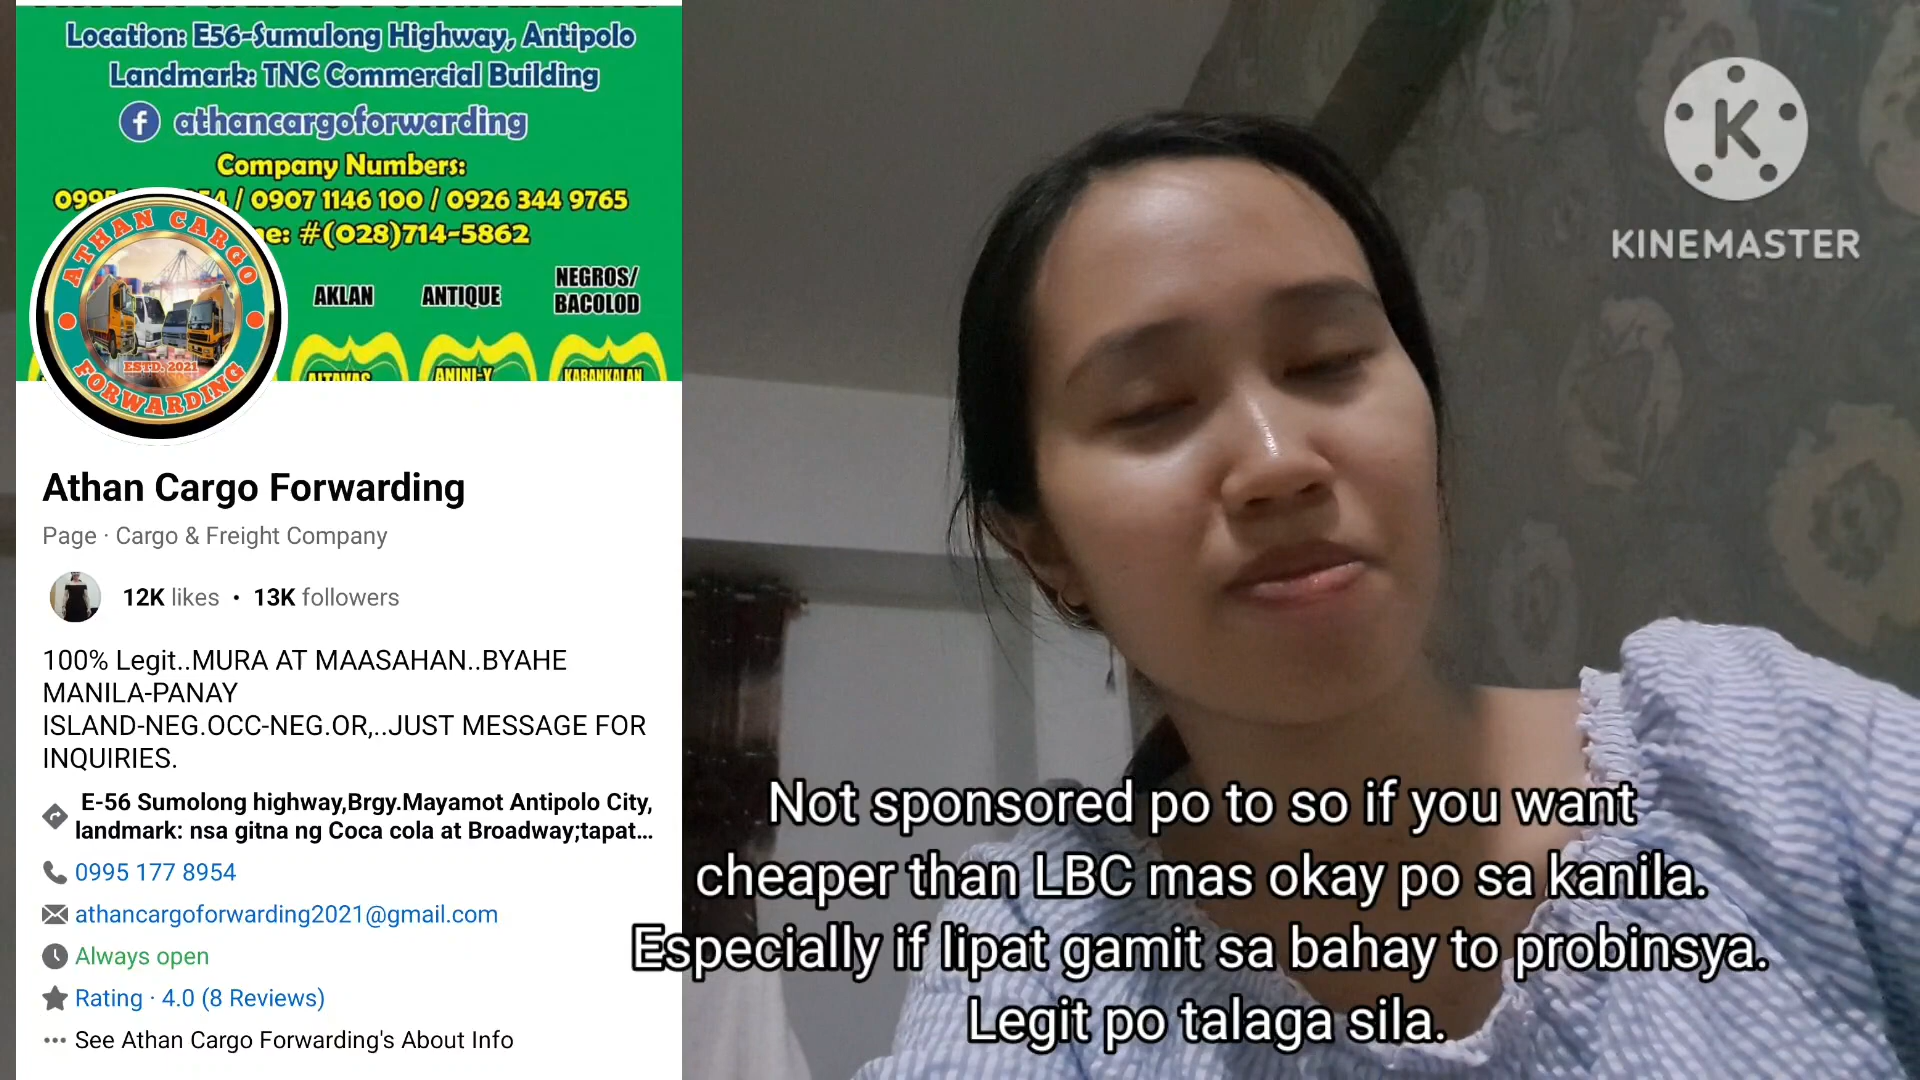 Location: E56-Sumulong Highway, Antipolo
Landmark: TNC Commercial Building
athancargoforwarding
Company Numbers:
/ 0907 1146 100 / 0926 344 9765
#(028)714-5862
AKLAN ANTIQUE NEGROS/
BACOLOD
ALTAVAS ANINI-Y KABANKALAN
ATHAN CARGO
ESTD. 2021
FORWARDING
Athan Cargo Forwarding
Page · Cargo & Freight Company
12K likes • 13K followers
100% Legit..MURA AT MAASAHAN..BYAHE
MANILA-PANAY
ISLAND-NEG.OCC-NEG.OR,..JUST MESSAGE FOR
INQUIRIES.
E-56 Sumolong highway,Brgy.Mayamot Antipolo City,
landmark: nsa gitna ng Coca cola at Broadway;tapat...
0995 177 8954
athancargoforwarding2021@gmail.com
Always open
Rating · 4.0 (8 Reviews)
See Athan Cargo Forwarding's About Info
K
KINEMASTER
Not sponsored po to so if you want
cheaper than LBC mas okay po sa kanila.
Especially if lipat gamit sa bahay to probinsya.
Legit po talaga sila.